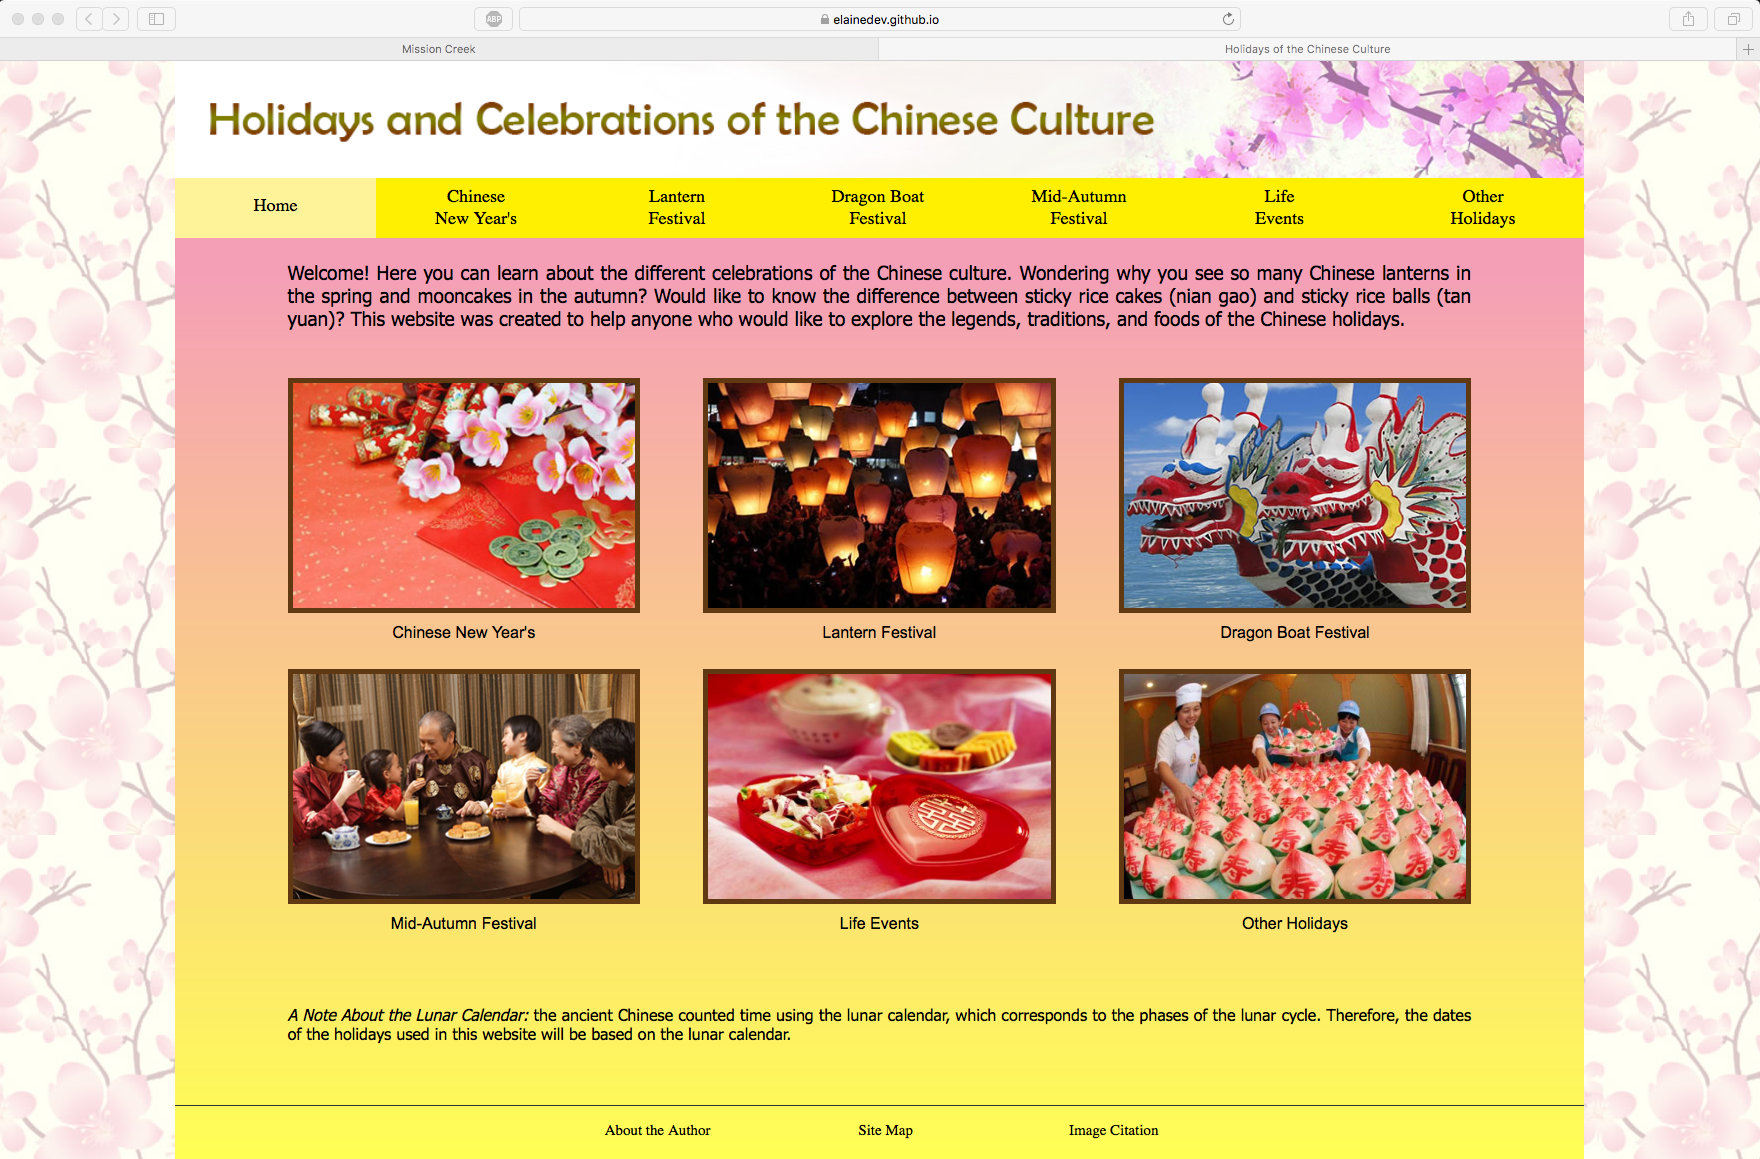 ABP
elainedev.github.io
Mission Creek
Holidays of the Chinese Culture
Holidays and Celebrations of the Chinese Culture
Home
Chinese
New Year's
Lantern
Festival
Dragon Boat
Festival
Mid-Autumn
Festival
Life
Events
Other
Holidays
Welcome! Here you can learn about the different celebrations of the Chinese culture. Wondering why you see so many Chinese lanterns in
the spring and mooncakes in the autumn? Would like to know the difference between sticky rice cakes (nian gao) and sticky rice balls (tan
yuan)? This website was created to help anyone who would like to explore the legends, traditions, and foods of the Chinese holidays.
Chinese New Year's
Lantern Festival
Dragon Boat Festival
囍
壽
壽
壽
Mid-Autumn Festival
Life Events
Other Holidays
A Note About the Lunar Calendar: the ancient Chinese counted time using the lunar calendar, which corresponds to the phases of the lunar cycle. Therefore, the dates
of the holidays used in this website will be based on the lunar calendar.
About the Author
Site Map
Image Citation